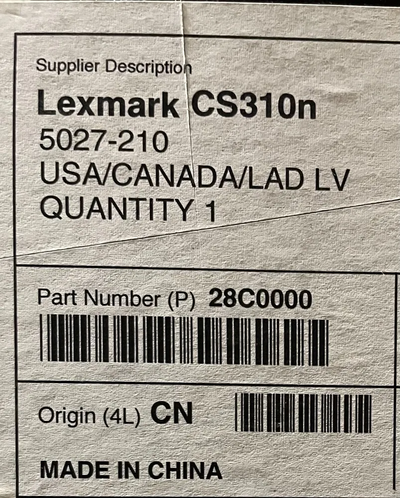 Supplier Description
Lexmark CS310n
5027-210
USA/CANADA/LAD LV
QUANTITY 1
Part Number (P) 28C0000
Origin (4L) CN
MADE IN CHINA